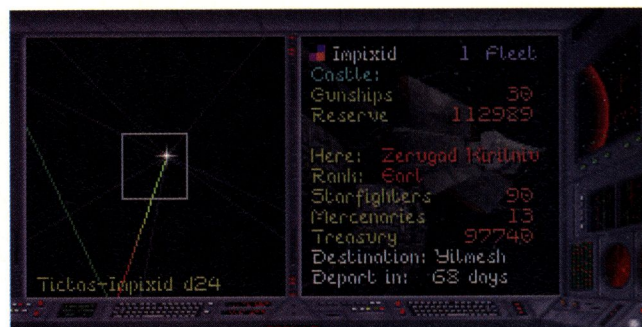 Impixid 1 Fleet
Castle:
Gunships 30
Reserve 112989
Here: Zerugad Kirilniv
Rank: Earl
Starfighters 90
Mercenaries 13
Treasury 97740
Destination: Yilmesh
Depart in: 68 days
Tictas-Impixid d24